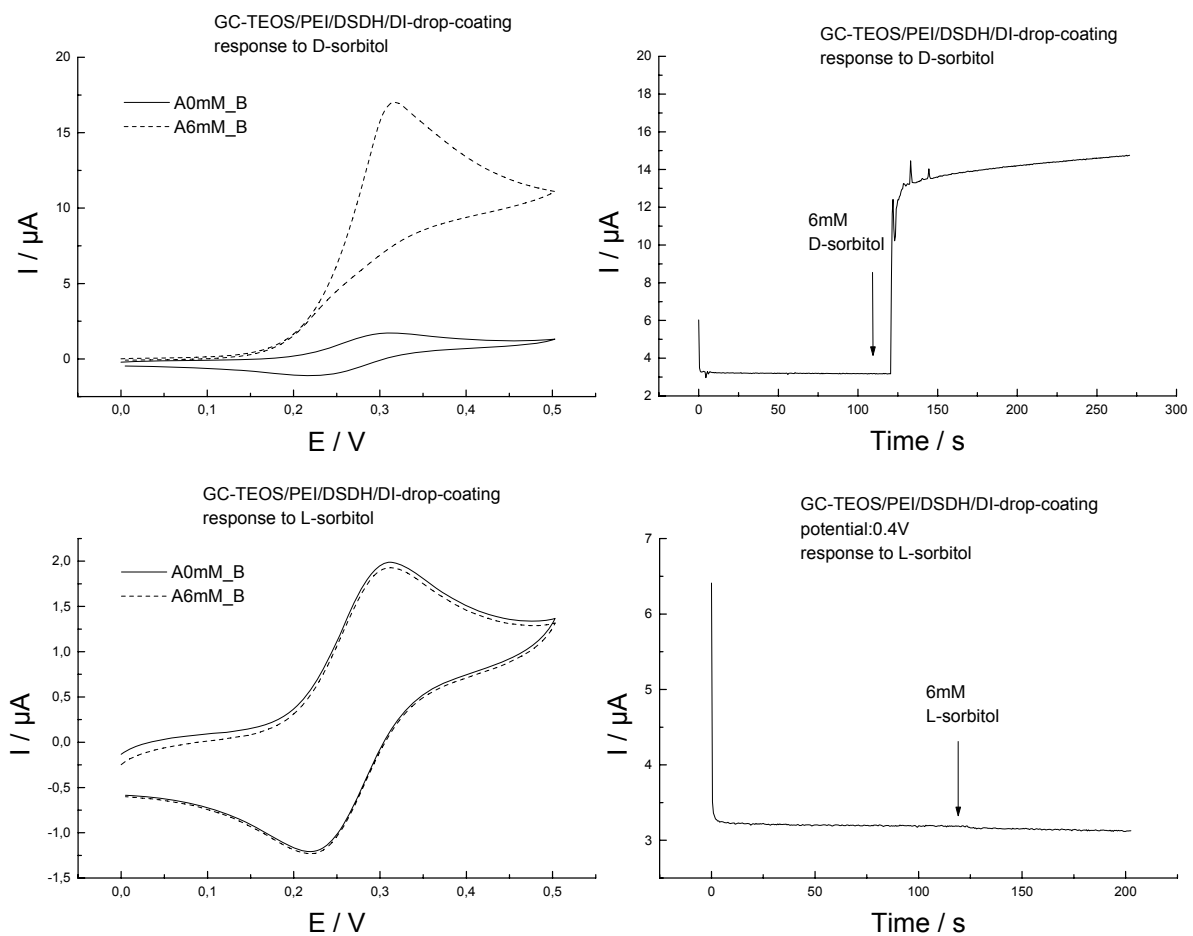 GC-TEOS/PEI/DSDH/DI-drop-coating
response to D-sorbitol
A0mM_B
A6mM_B
20
15
10
5
0
I / µA
0,0
0,1
0,2
0,3
0,4
0,5
E / V
GC-TEOS/PEI/DSDH/DI-drop-coating
response to D-sorbitol
20
18
16
14
12
10
8
6
4
2
I / µA
6mM
D-sorbitol
0
50
100
150
200
250
300
Time / s
GC-TEOS/PEI/DSDH/DI-drop-coating
response to L-sorbitol
A0mM_B
A6mM_B
2,0
1,5
1,0
0,5
0,0
-0,5
-1,0
-1,5
I / µA
0,0
0,1
0,2
0,3
0,4
0,5
E / V
GC-TEOS/PEI/DSDH/DI-drop-coating
potential:0.4V
response to L-sorbitol
7
6
5
4
3
I / µA
6mM
L-sorbitol
0
50
100
150
200
Time / s